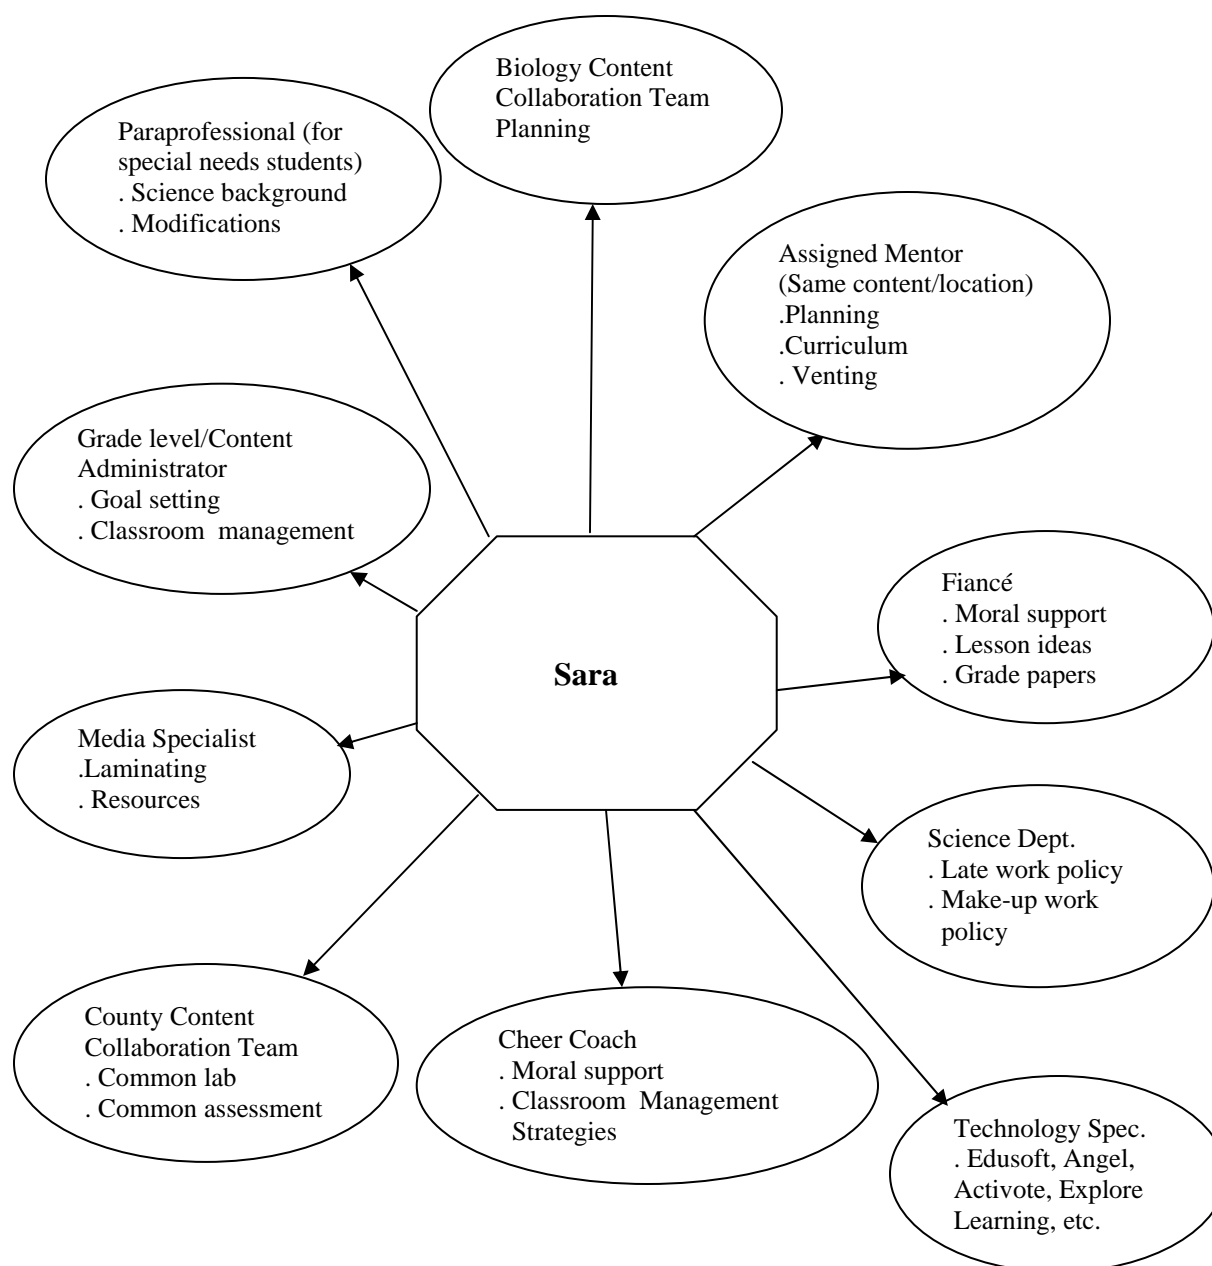 Biology Content
Collaboration Team
Planning
Paraprofessional (for
special needs students)
. Science background
. Modifications
Assigned Mentor
(Same content/location)
.Planning
.Curriculum
. Venting
Grade level/Content
Administrator
. Goal setting
. Classroom  management
Fiancé
. Moral support
. Lesson ideas
. Grade papers
Sara
Media Specialist
.Laminating
. Resources
Science Dept.
. Late work policy
. Make-up work
policy
County Content
Collaboration Team
. Common lab
. Common assessment
Cheer Coach
. Moral support
. Classroom  Management
Strategies
Technology Spec.
. Edusoft, Angel,
Activote, Explore
Learning, etc.